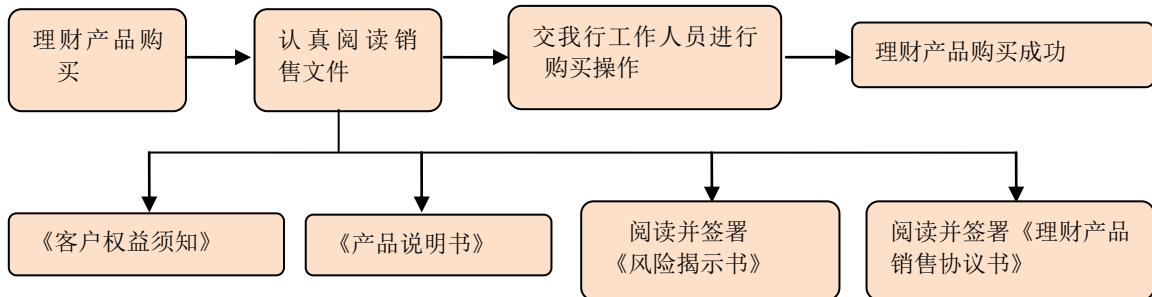 理财产品购
买
认真阅读销
售文件
交我行工作人员进行
购买操作
理财产品购买成功
《客户权益须知》
《产品说明书》
阅读并签署
《风险揭示书》
阅读并签署《理财产品
销售协议书》